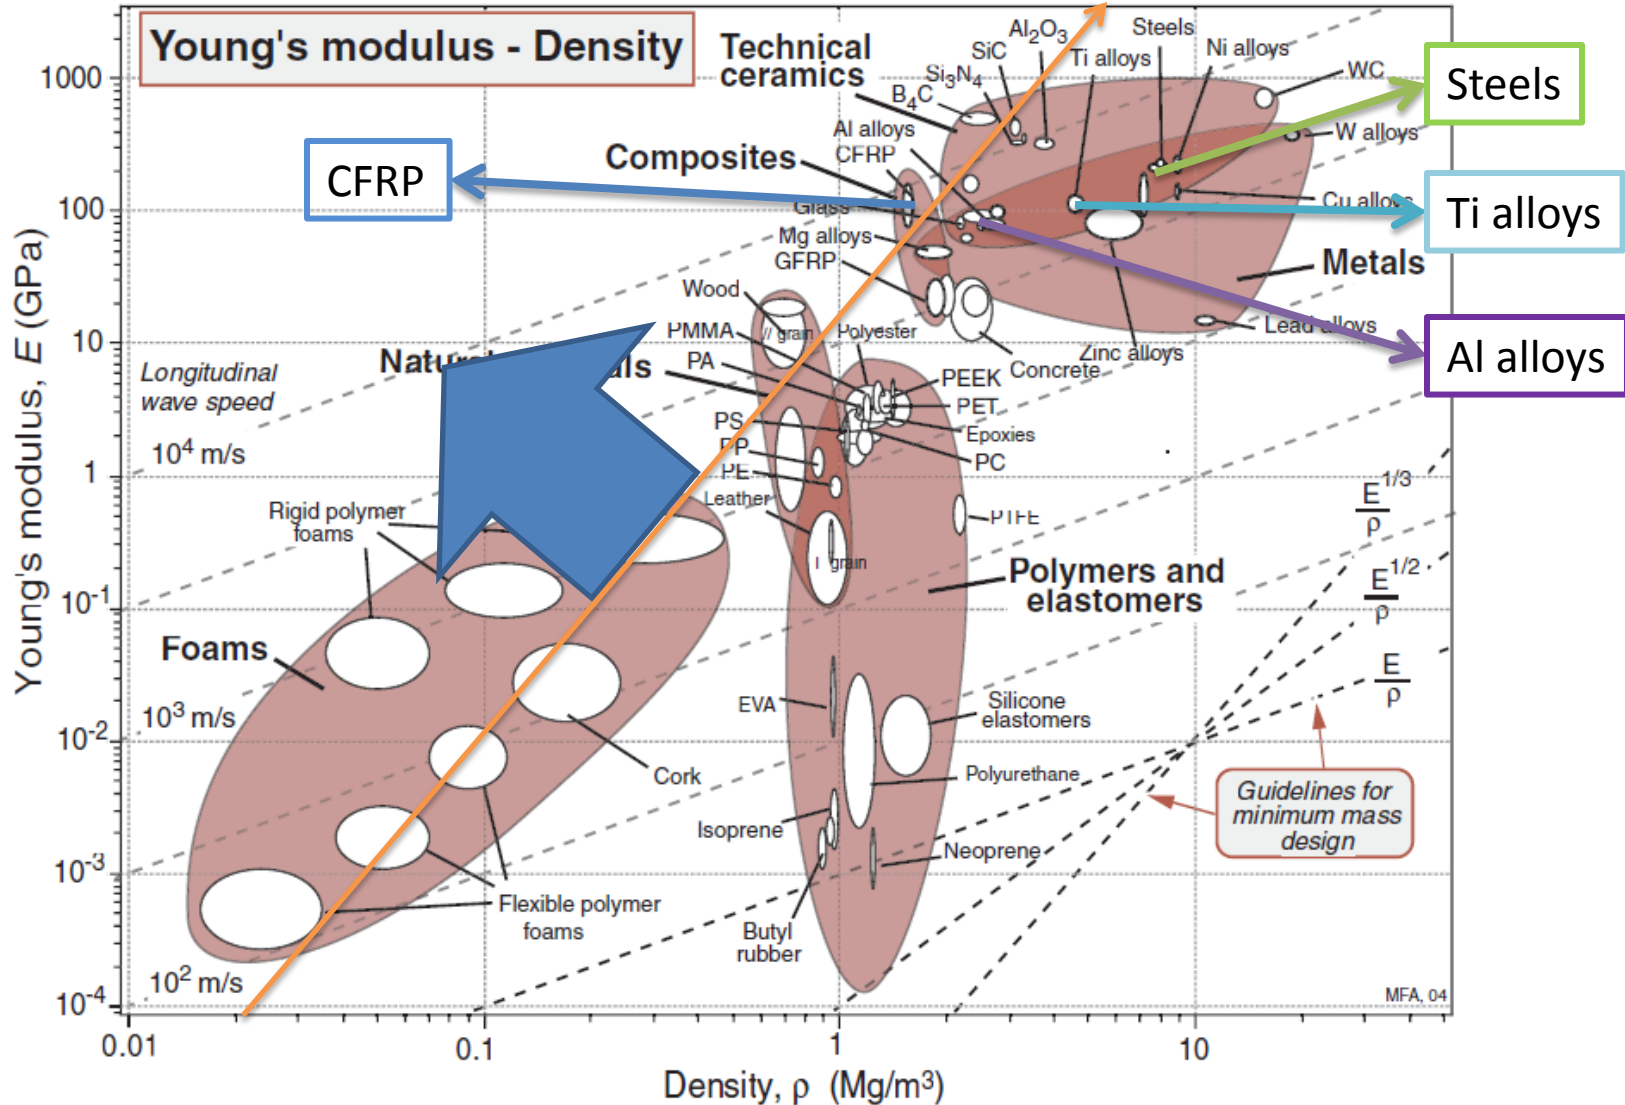 Young's modulus - Density
Technical
ceramics
Composites
Metals
Foams
Polymers and
elastomers
Al₂O₃
SiC
Si₃N₄
B₄C
Ti alloys
Steels
Ni alloys
WC
W alloys
Cu alloys
Al alloys
CFRP
Glass
Mg alloys
GFRP
Wood
// grain
PMMA
Polyester
PA
PEEK
Concrete
Zinc alloys
Lead alloys
PET
Epoxies
PC
PS
PP
PE
Leather
PTFE
grain
Rigid polymer
foams
Longitudinal
wave speed
10⁴ m/s
10³ m/s
10² m/s
EVA
Silicone
elastomers
Cork
Polyurethane
Isoprene
Neoprene
Flexible polymer
foams
Butyl
rubber
E^1/3
ρ
E^1/2
ρ
E
ρ
Guidelines for
minimum mass
design
MFA, 04
CFRP
Steels
Ti alloys
Al alloys
Young's modulus, E (GPa)
1000
100
10
1
10⁻¹
10⁻²
10⁻³
10⁻⁴
0.01
0.1
1
10
Density, ρ (Mg/m³)